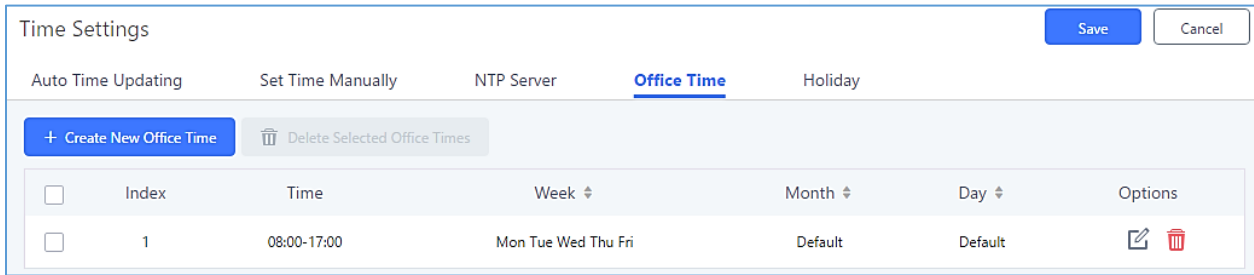 Time Settings Save Cancel
Auto Time Updating Set Time Manually NTP Server Office Time Holiday
+ Create New Office Time Delete Selected Office Times
Index Time Week Month Day Options
1 08:00-17:00 Mon Tue Wed Thu Fri Default Default